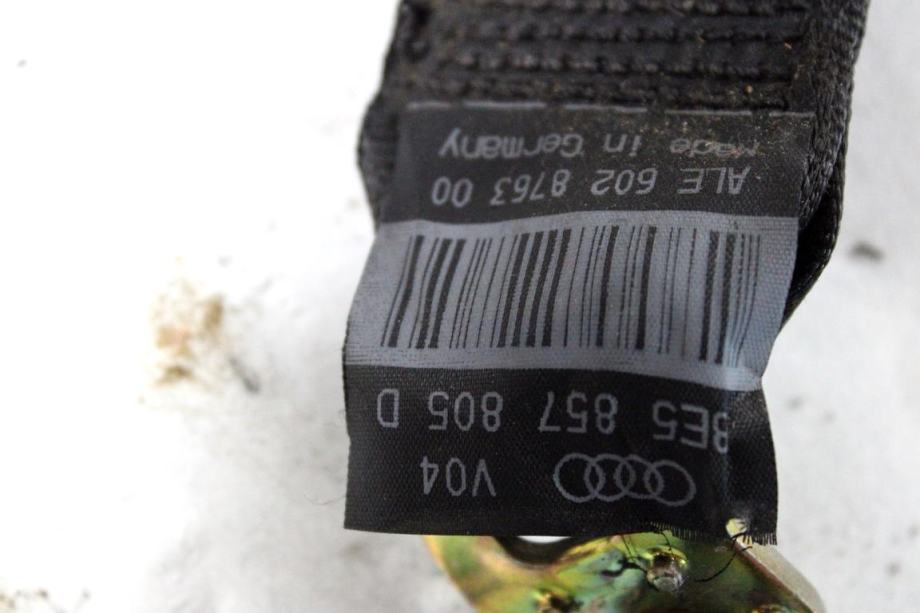 V04
8E5 857 805 D
ALE 602 8763 00
Made in Germany